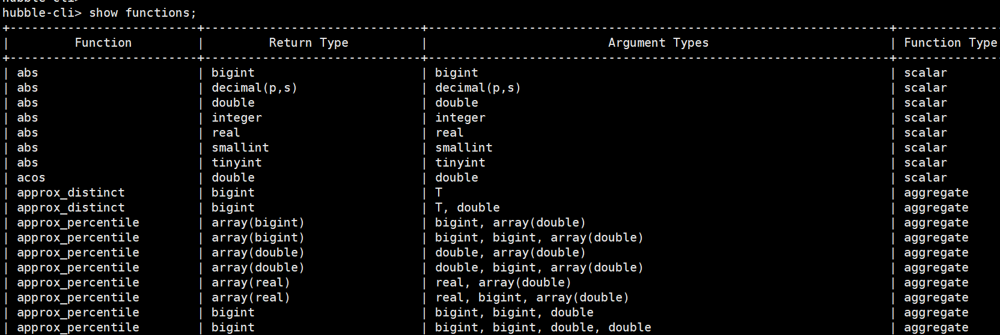 hubble-cli>
hubble-cli> show functions;
+--------------------------+------------------------------+----------------------------------------------------------------+---------------
| Function | Return Type | Argument Types | Function Type
+--------------------------+------------------------------+----------------------------------------------------------------+---------------
| abs | bigint | bigint | scalar
| abs | decimal(p,s) | decimal(p,s) | scalar
| abs | double | double | scalar
| abs | integer | integer | scalar
| abs | real | real | scalar
| abs | smallint | smallint | scalar
| abs | tinyint | tinyint | scalar
| acos | double | double | scalar
| approx_distinct | bigint | T | aggregate
| approx_distinct | bigint | T, double | aggregate
| approx_percentile | array(bigint) | bigint, array(double) | aggregate
| approx_percentile | array(bigint) | bigint, bigint, array(double) | aggregate
| approx_percentile | array(double) | double, array(double) | aggregate
| approx_percentile | array(double) | double, bigint, array(double) | aggregate
| approx_percentile | array(real) | real, array(double) | aggregate
| approx_percentile | array(real) | real, bigint, array(double) | aggregate
| approx_percentile | bigint | bigint, bigint, double | aggregate
| approx_percentile | bigint | bigint, bigint, double, double | aggregate